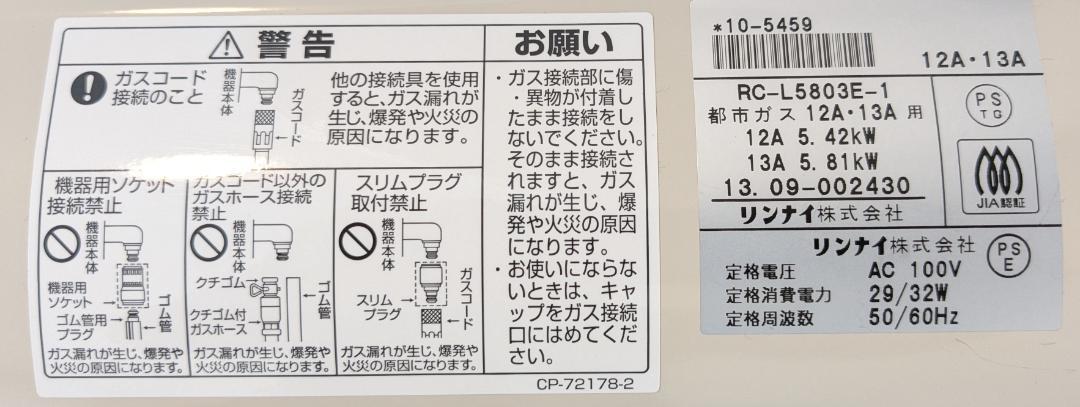 警告
ガスコード
接続のこと
機器本体
ガスコード
他の接続具を使用
すると、ガス漏れが
生じ、爆発や火災の
原因になります。
機器用ソケット
接続禁止
機器本体
機器用
ソケット
ゴム管用
プラグ
ゴム管
ガス漏れが生じ、爆発や
火災の原因になります。
ガスコード以外の
ガスホース接続
禁止
機器本体
クチゴム
クチゴム付
ガスホース
ゴム管
ガス漏れが生じ、爆発や
火災の原因になります。
スリムプラグ
取付禁止
機器本体
スリム
プラグ
ガスコード
ガス漏れが生じ、爆発や
火災の原因になります。
お願い
・ガス接続部に傷
・異物が付着し
たまま接続をし
ないでください。
そのまま接続さ
れますと、ガス
漏れが生じ、爆
発や火災の原因
になります。
・お使いにならな
いときは、キャ
ップをガス接続
口にはめてくだ
さい。
CP-72178-2
*10-5459
12A・13A
RC-L5803E-1
都市ガス 12A・13A 用
12A 5.42kW
13A 5.81kW
13.09-002430
リンナイ株式会社
PS
TG
JIA認証
リンナイ株式会社
PS
E
定格電圧 AC 100V
定格消費電力 29/32W
定格周波数 50/60Hz